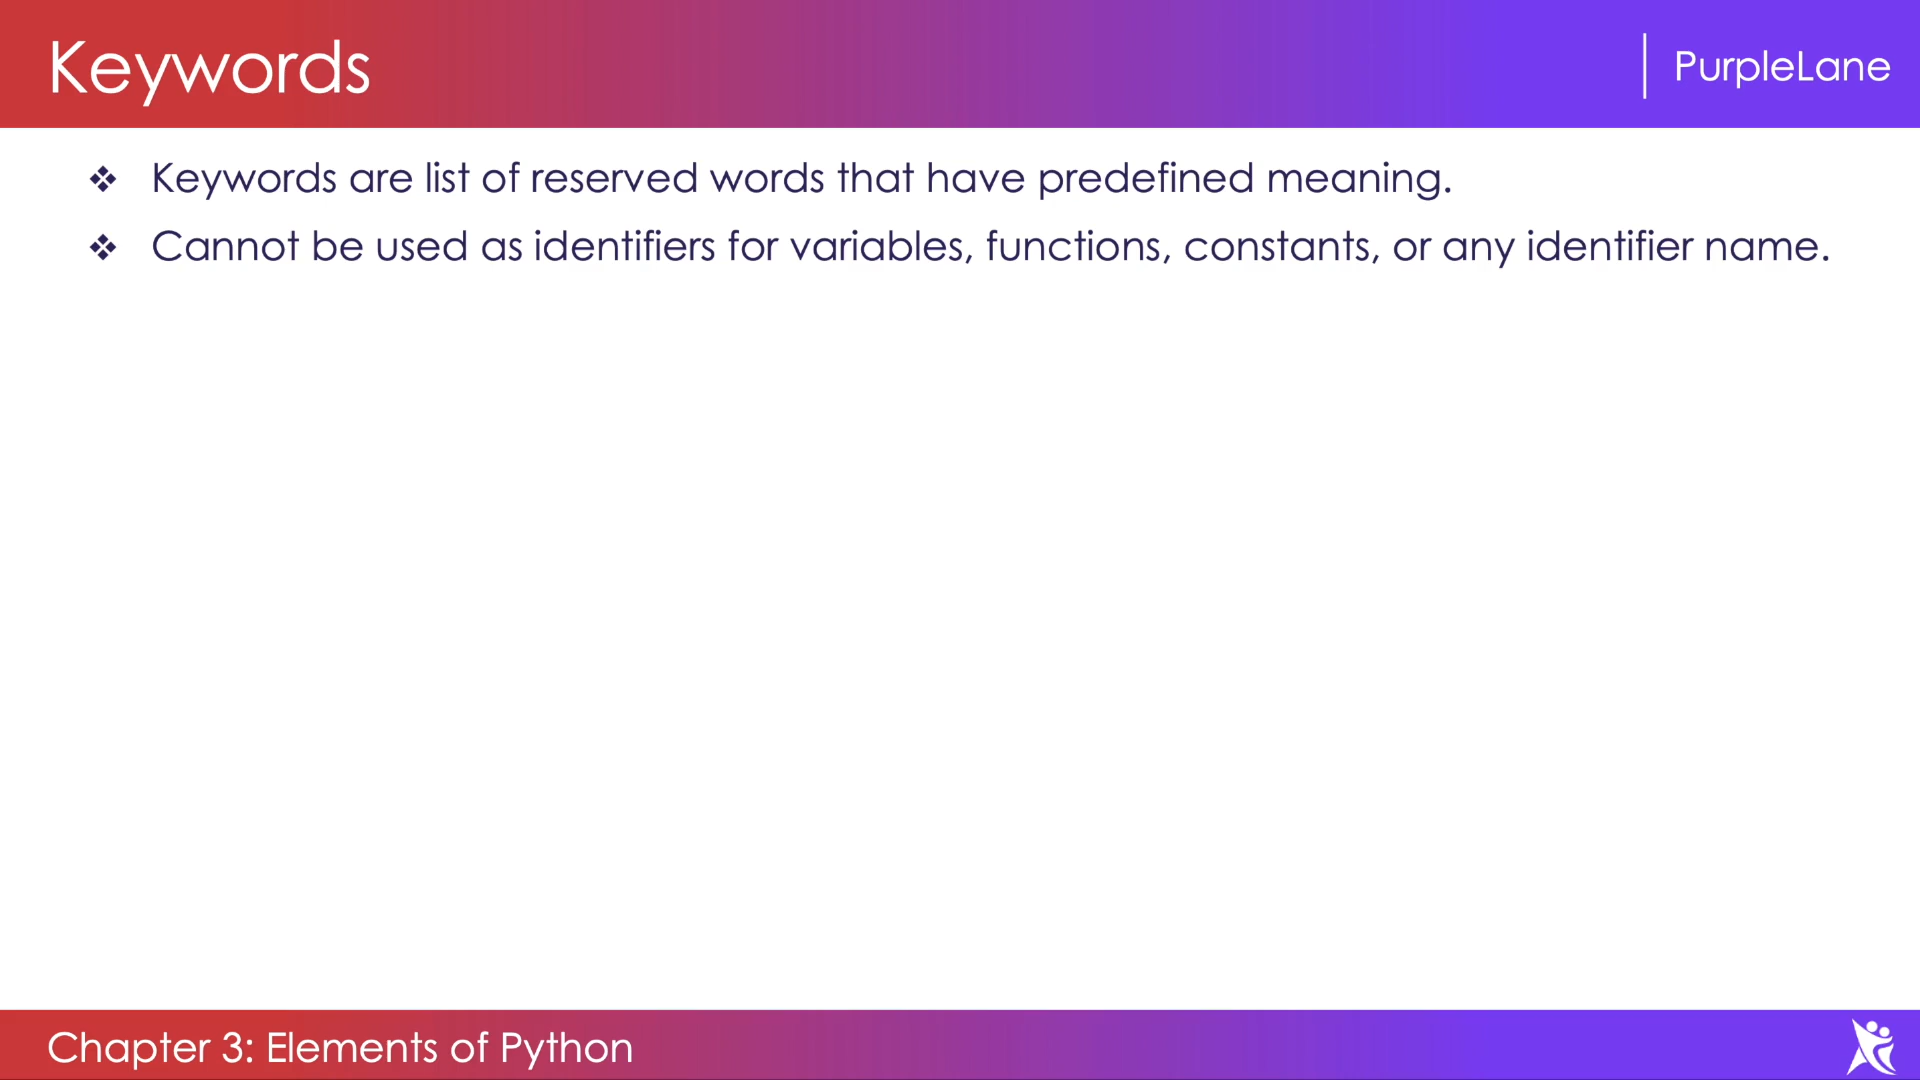 Keywords
PurpleLane
❖ Keywords are list of reserved words that have predefined meaning.
❖ Cannot be used as identifiers for variables, functions, constants, or any identifier name.
Chapter 3: Elements of Python